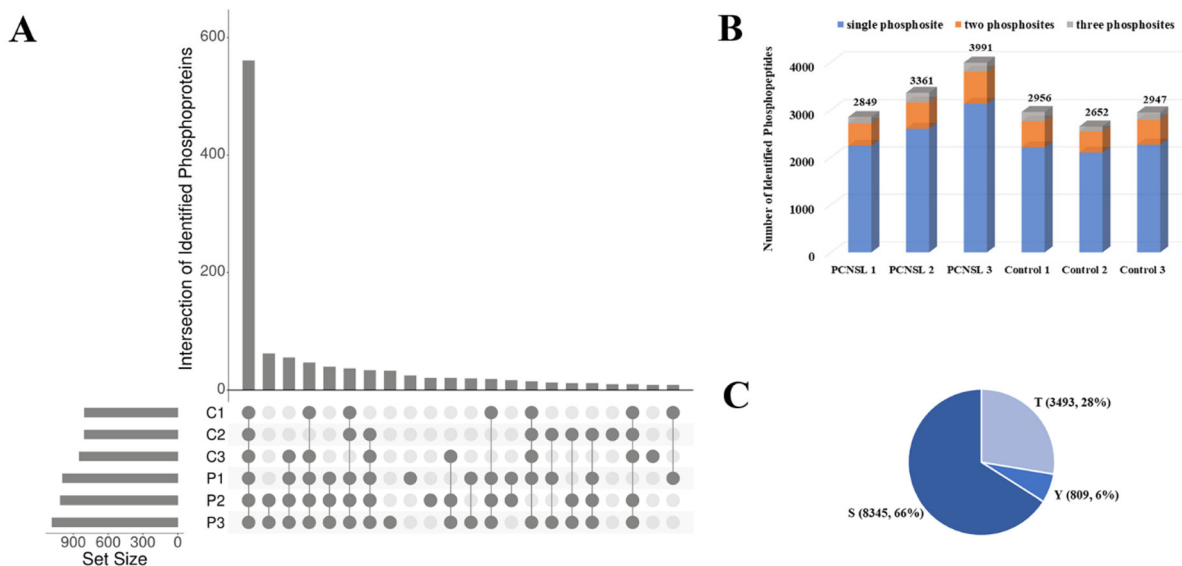 A
Intersection of Identified Phosphoproteins
600
400
200
0
C1
C2
C3
P1
P2
P3
900 600 300 0
Set Size
B
single phosphosite two phosphosites three phosphosites
Number of Identified Phosphopeptides
4000
3000
2000
1000
0
2849
3361
3991
2956
2652
2947
PCNSL 1 PCNSL 2 PCNSL 3 Control 1 Control 2 Control 3
C
T (3493, 28%)
Y (809, 6%)
S (8345, 66%)